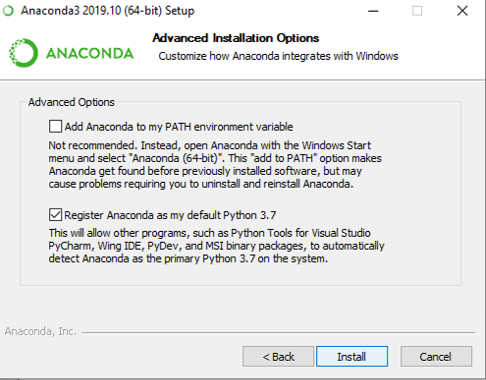 Anaconda3 2019.10 (64-bit) Setup
ANACONDA
Advanced Installation Options
Customize how Anaconda integrates with Windows
Advanced Options
Add Anaconda to my PATH environment variable
Not recommended. Instead, open Anaconda with the Windows Start
menu and select "Anaconda (64-bit)". This "add to PATH" option makes
Anaconda get found before previously installed software, but may
cause problems requiring you to uninstall and reinstall Anaconda.
Register Anaconda as my default Python 3.7
This will allow other programs, such as Python Tools for Visual Studio
PyCharm, Wing IDE, PyDev, and MSI binary packages, to automatically
detect Anaconda as the primary Python 3.7 on the system.
Anaconda, Inc.
< Back Install Cancel